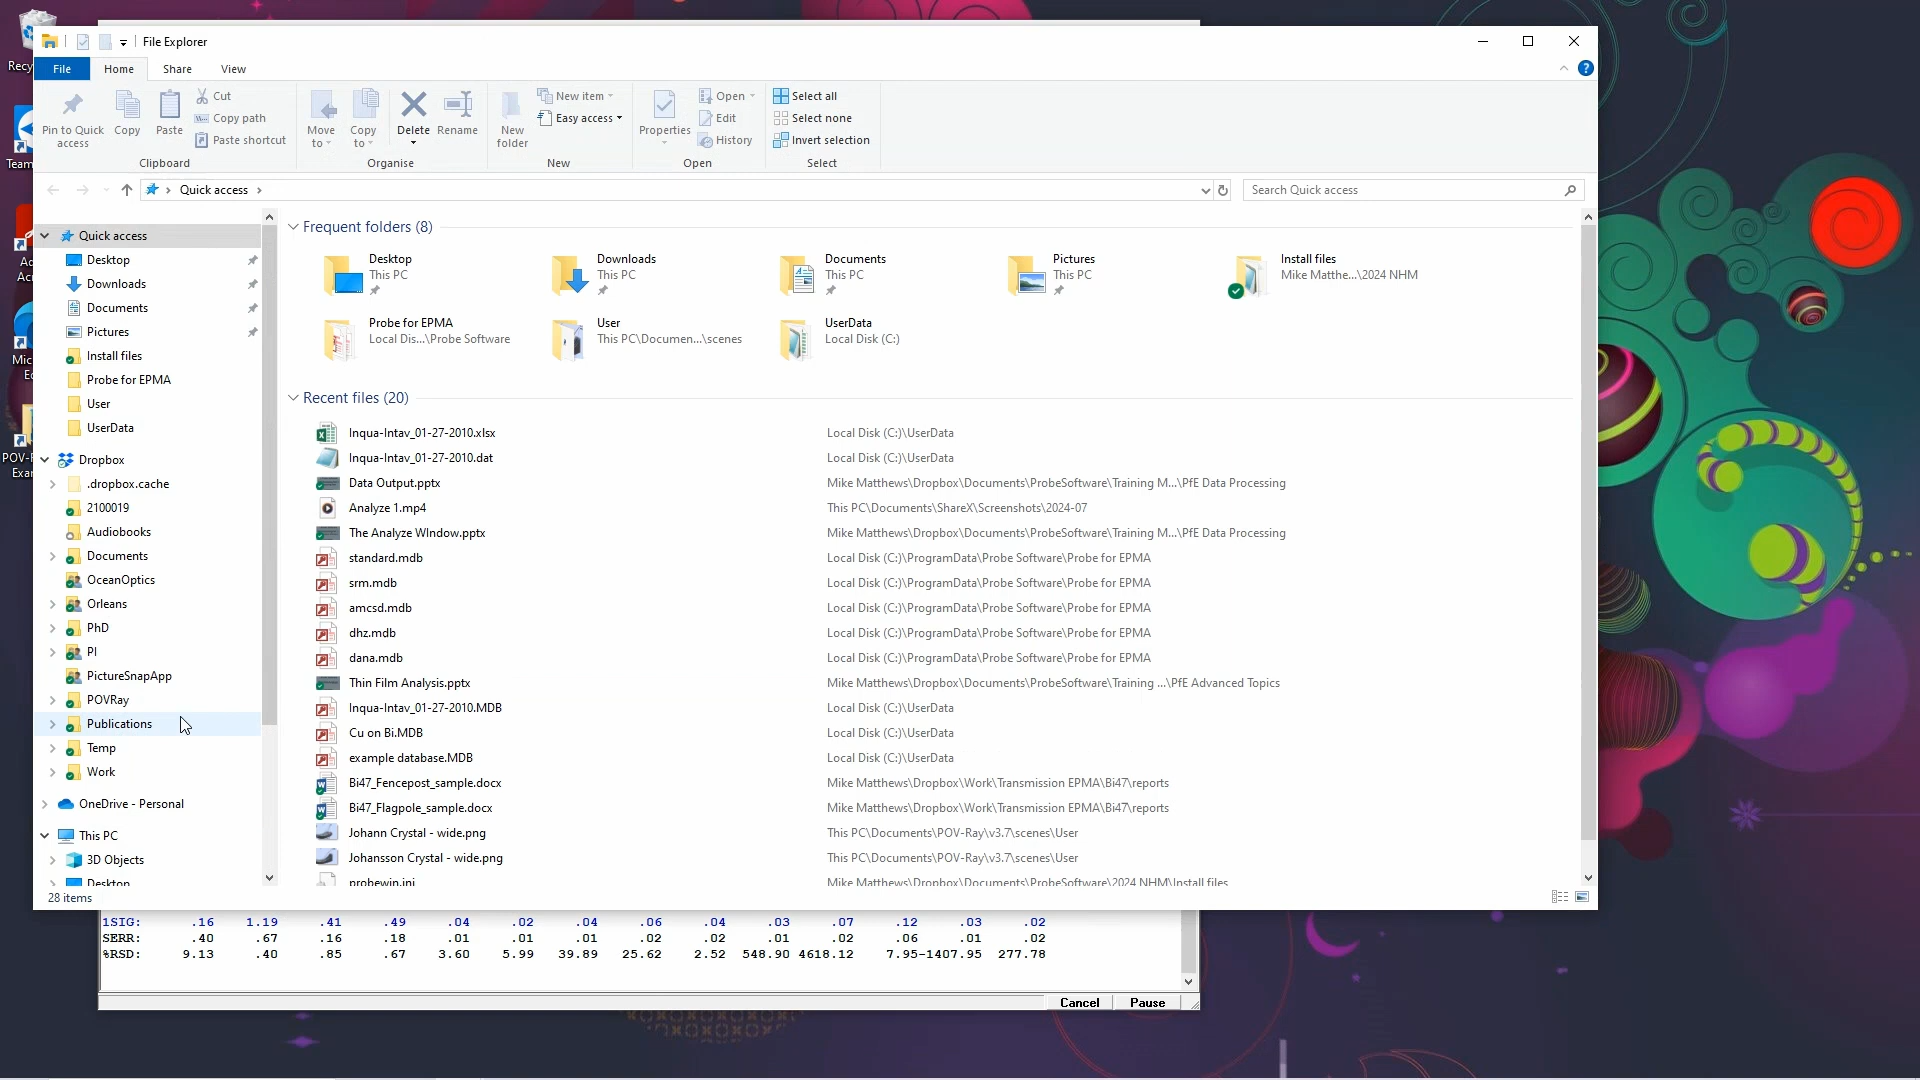 File Explorer
File Home Share View
Pin to Quick access
Copy
Paste
Cut
Copy path
Paste shortcut
Clipboard
Move to
Copy to
Delete
Rename
Organise
New folder
New item
Easy access
New
Properties
Open
Edit
History
Open
Select all
Select none
Invert selection
Select
Quick access
Search Quick access
Quick access
Desktop
Downloads
Documents
Pictures
Install files
Probe for EPMA
User
UserData
Dropbox
.dropbox.cache
2100019
Audiobooks
Documents
OceanOptics
Orleans
PhD
PI
PictureSnapApp
POVRay
Publications
Temp
Work
OneDrive - Personal
This PC
3D Objects
Desktop
28 items
Frequent folders (8)
Desktop
This PC
Downloads
This PC
Documents
This PC
Pictures
This PC
Install files
Mike Matthe...\2024 NHM
Probe for EPMA
Local Dis...\Probe Software
User
This PC\Documen...\scenes
UserData
Local Disk (C:)
Recent files (20)
Inqua-Intav_01-27-2010.xlsx Local Disk (C:)\UserData
Inqua-Intav_01-27-2010.dat Local Disk (C:)\UserData
Data Output.pptx Mike Matthews\Dropbox\Documents\ProbeSoftware\Training M...\PfE Data Processing
Analyze 1.mp4 This PC\Documents\ShareX\Screenshots\2024-07
The Analyze WIndow.pptx Mike Matthews\Dropbox\Documents\ProbeSoftware\Training M...\PfE Data Processing
standard.mdb Local Disk (C:)\ProgramData\Probe Software\Probe for EPMA
srm.mdb Local Disk (C:)\ProgramData\Probe Software\Probe for EPMA
amcsd.mdb Local Disk (C:)\ProgramData\Probe Software\Probe for EPMA
dhz.mdb Local Disk (C:)\ProgramData\Probe Software\Probe for EPMA
dana.mdb Local Disk (C:)\ProgramData\Probe Software\Probe for EPMA
Thin Film Analysis.pptx Mike Matthews\Dropbox\Documents\ProbeSoftware\Training ...\PfE Advanced Topics
Inqua-Intav_01-27-2010.MDB Local Disk (C:)\UserData
Cu on Bi.MDB Local Disk (C:)\UserData
example database.MDB Local Disk (C:)\UserData
Bi47_Fencepost_sample.docx Mike Matthews\Dropbox\Work\Transmission EPMA\Bi47\reports
Bi47_Flagpole_sample.docx Mike Matthews\Dropbox\Work\Transmission EPMA\Bi47\reports
Johann Crystal - wide.png This PC\Documents\POV-Ray\v3.7\scenes\User
Johansson Crystal - wide.png This PC\Documents\POV-Ray\v3.7\scenes\User
probewin.ini Mike Matthews\Dropbox\Documents\ProbeSoftware\2024 NHM\Install files
1SIG: .16 1.19 .41 .49 .04 .02 .04 .06 .04 .03 .07 .12 .03 .02
SERR: .40 .67 .16 .18 .01 .01 .01 .02 .02 .01 .02 .06 .01 .02
%RSD: 9.13 .40 .85 .67 3.60 5.99 39.89 25.62 2.52 548.90 4618.12 7.95-1407.95 277.78
Cancel Pause